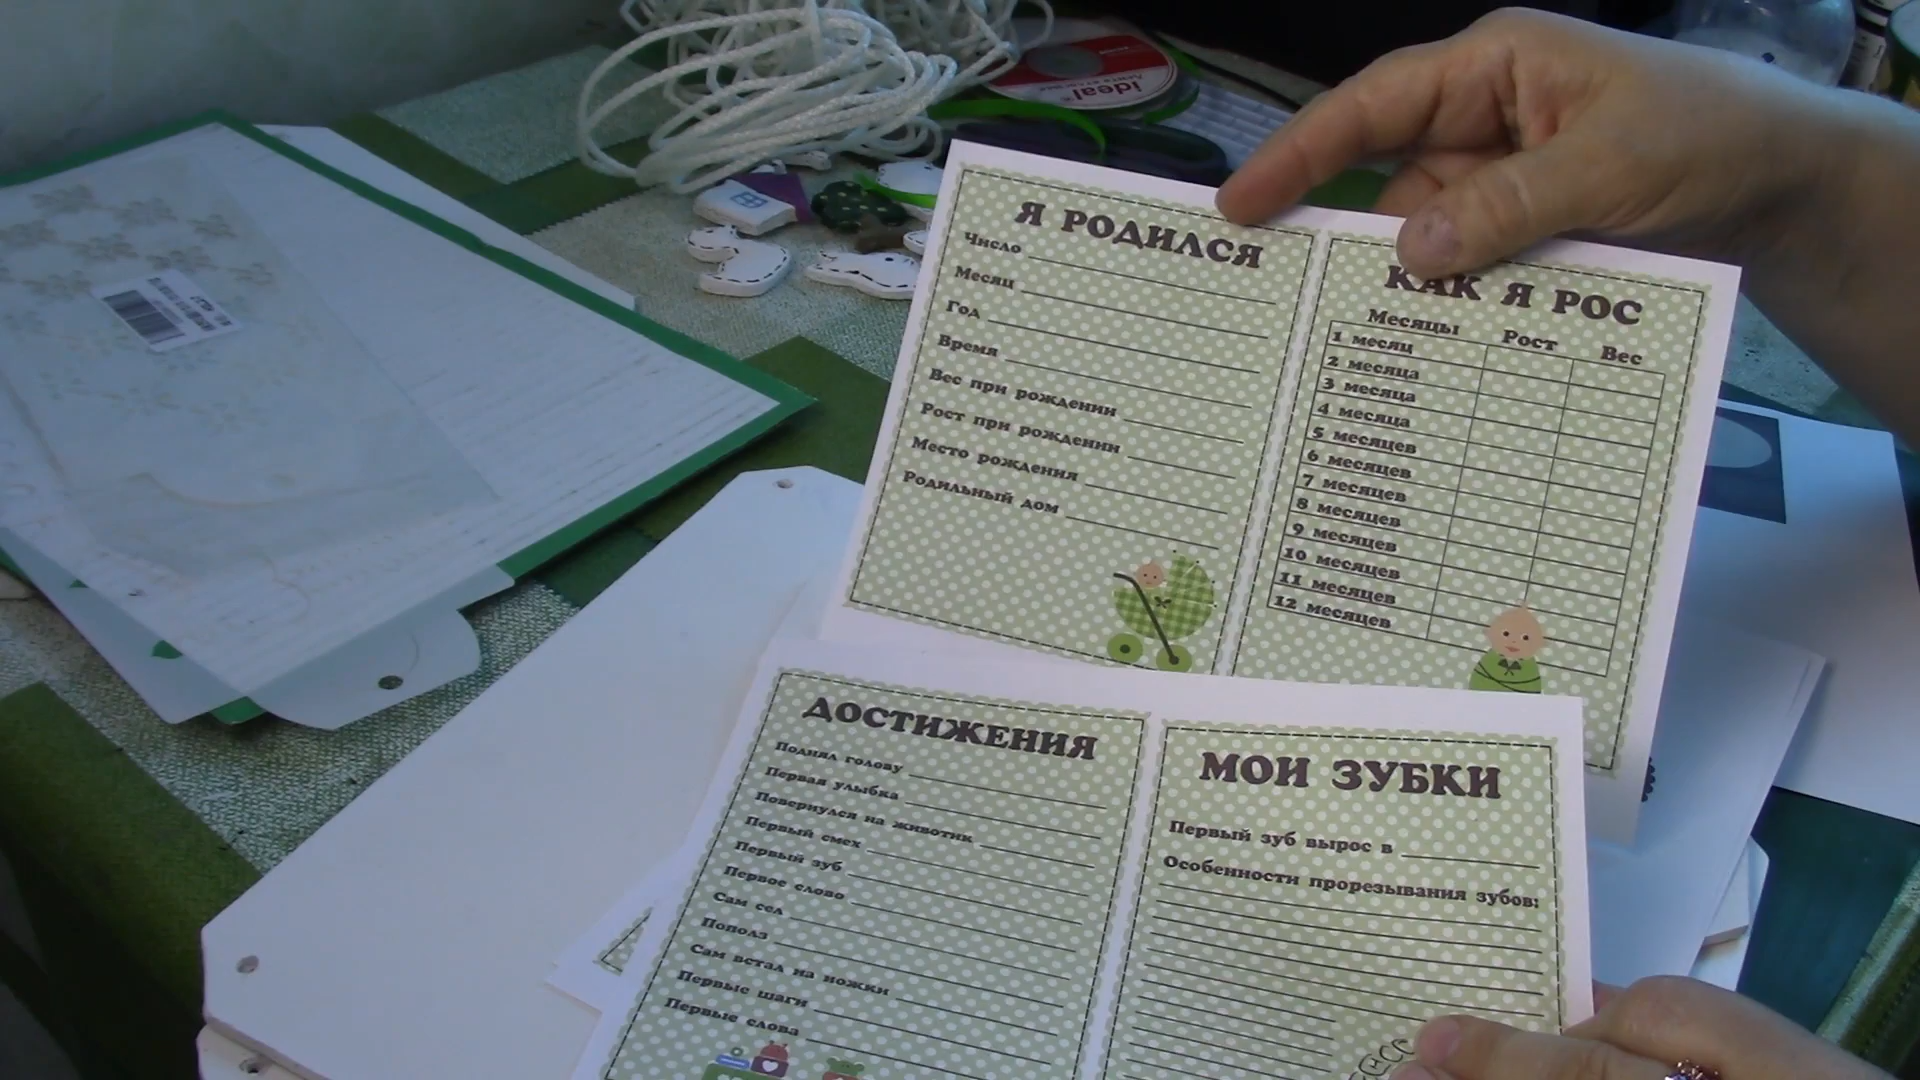 ideal
Я РОДИЛСЯ
Число
Месяц
Год
Время
Вес при рождении
Рост при рождении
Место рождения
Родильный дом
КАК Я РОС
Месяцы Рост Вес
1 месяц
2 месяца
3 месяца
4 месяца
5 месяцев
6 месяцев
7 месяцев
8 месяцев
9 месяцев
10 месяцев
11 месяцев
12 месяцев
ДОСТИЖЕНИЯ
Поднял голову
Первая улыбка
Повернулся на животик
Первый смех
Первый зуб
Первое слово
Сам сел
Пополз
Сам встал на ножки
Первые шаги
Первые слова
МОИ ЗУБКИ
Первый зуб вырос в
Особенности прорезывания зубов: